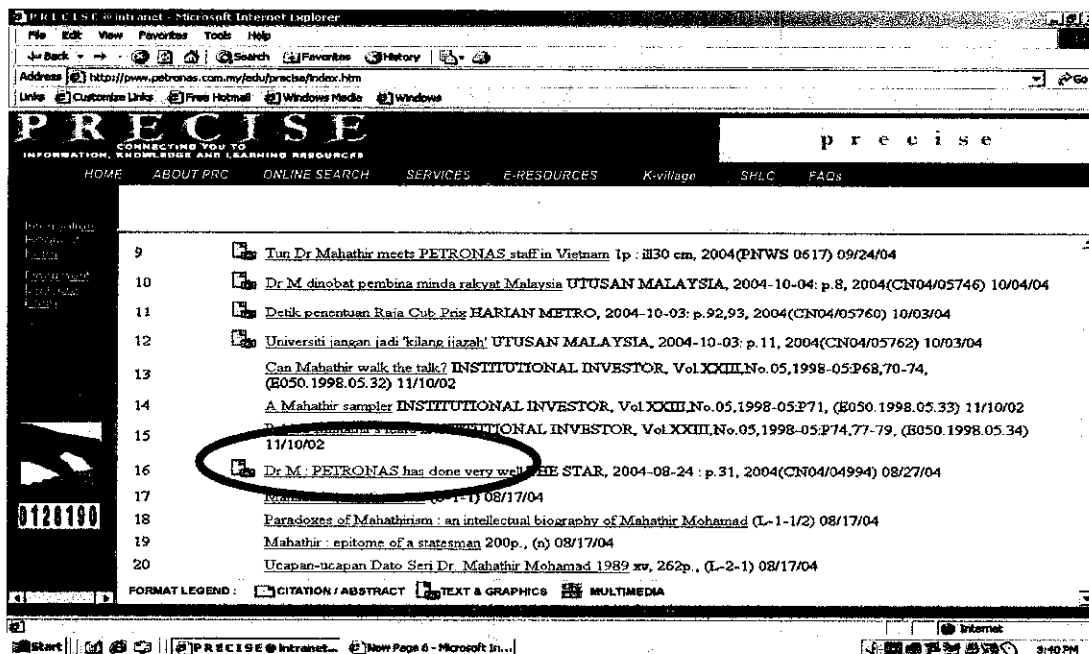 PRECISE@Intranet - Microsoft Internet Explorer
File Edit View Favorites Tools Help
Back Search Favorites History
Address http://pww.petronas.com.my/edu/precise/index.htm Go
Links Customize Links Free Hotmail Windows Media Windows
PRECISE
CONNECTING YOU TO
INFORMATION, KNOWLEDGE AND LEARNING RESOURCES
precise
HOME ABOUT PRC ONLINE SEARCH SERVICES E-RESOURCES K-village SHLC FAQs
9 Tun Dr Mahathir meets PETRONAS staff in Vietnam 1p : ill30 cm, 2004(PNWS 0617) 09/24/04
10 Dr M dinobat pembina minda rakyat Malaysia UTUSAN MALAYSIA, 2004-10-04: p.8, 2004(CN04/05746) 10/04/04
11 Detik penentuan Raja Cub Prix HARIAN METRO, 2004-10-03: p.92,93, 2004(CN04/05760) 10/03/04
12 Universiti jangan jadi 'kilang ijazah' UTUSAN MALAYSIA, 2004-10-03: p.11, 2004(CN04/05762) 10/03/04
13 Can Mahathir walk the talk? INSTITUTIONAL INVESTOR, Vol.XXIII,No.05,1998-05:P68,70-74,
(E050.1998.05.32) 11/10/02
14 A Mahathir sampler INSTITUTIONAL INVESTOR, Vol.XXIII,No.05,1998-05:P71, (E050.1998.05.33) 11/10/02
15 INSTITUTIONAL INVESTOR, Vol.XXIII,No.05,1998-05:P74,77-79, (E050.1998.05.34)
11/10/02
16 Dr M : PETRONAS has done very well THE STAR, 2004-08-24 : p.31, 2004(CN04/04994) 08/27/04
17 08/17/04
18 Paradoxes of Mahathirism : an intellectual biography of Mahathir Mohamad (L-1-1/2) 08/17/04
19 Mahathir : epitome of a statesman 200p., (n) 08/17/04
20 Ucapan-ucapan Dato Seri Dr. Mahathir Mohamad 1989 xv, 262p., (L-2-1) 08/17/04
0126190
FORMAT LEGEND : CITATION / ABSTRACT TEXT & GRAPHICS MULTIMEDIA
Internet
Start PRECISE@Intranet... New Page 6 - Microsoft In... 3:40 PM